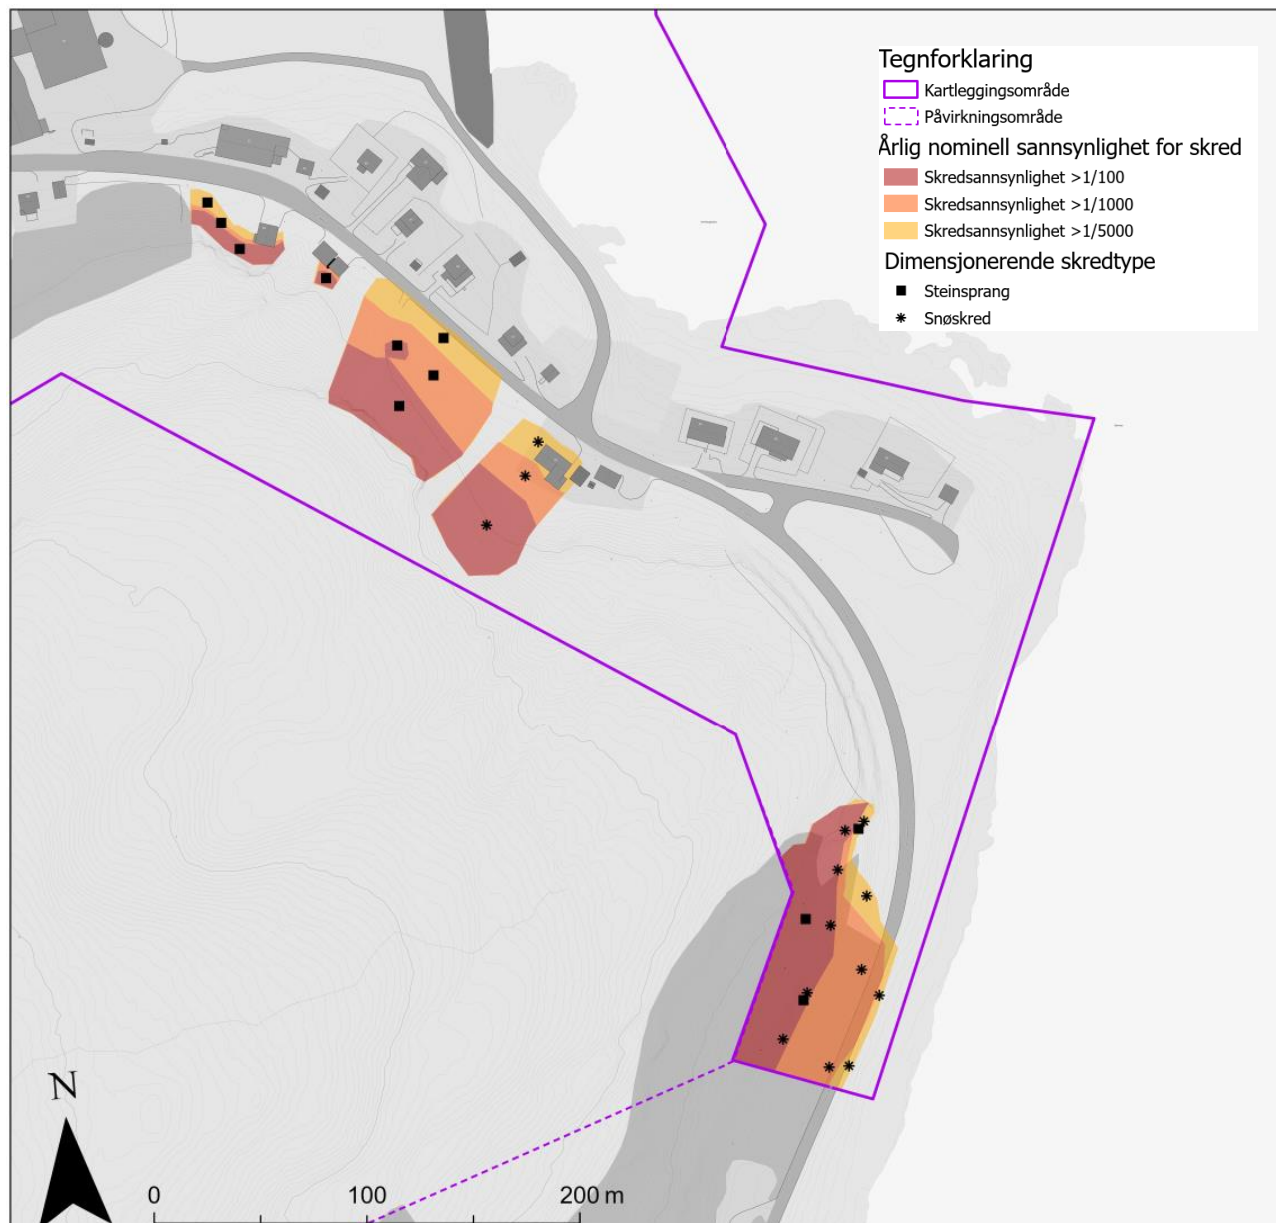 Tegnforklaring
Kartleggingsområde
Påvirkningsområde
Årlig nominell sannsynlighet for skred
Skredsannsynlighet >1/100
Skredsannsynlighet >1/1000
Skredsannsynlighet >1/5000
Dimensjonerende skredtype
Steinsprang
Snøskred
N
0 100 200 m